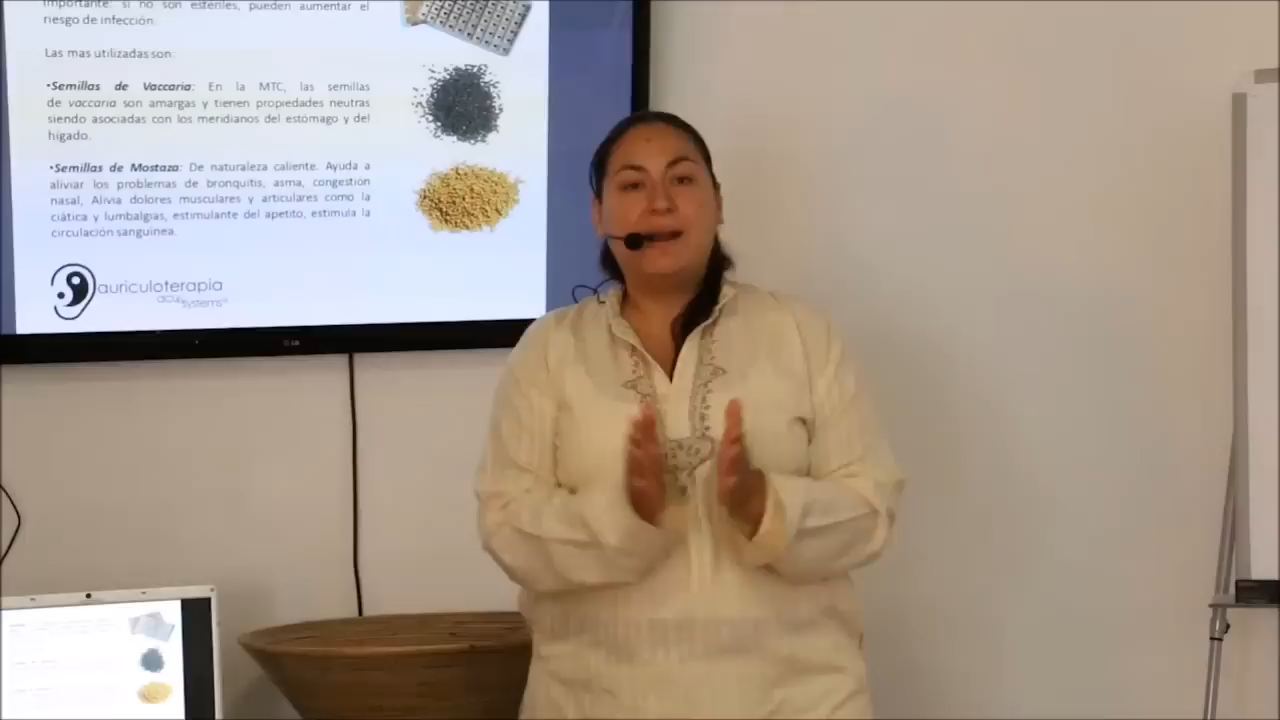 importante: si no son estériles, pueden aumentar el
riesgo de infección.
Las mas utilizadas son:
•Semillas de Vaccaria: En la MTC, las semillas
de vaccaria son amargas y tienen propiedades neutras
siendo asociadas con los meridianos del estómago y del
hígado.
•Semillas de Mostaza: De naturaleza caliente. Ayuda a
aliviar los problemas de bronquitis, asma, congestión
nasal, Alivia dolores musculares y articulares como la
ciática y lumbalgias, estimulante del apetito, estimula la
circulación sanguínea.
auriculoterapia
acu systems
LG